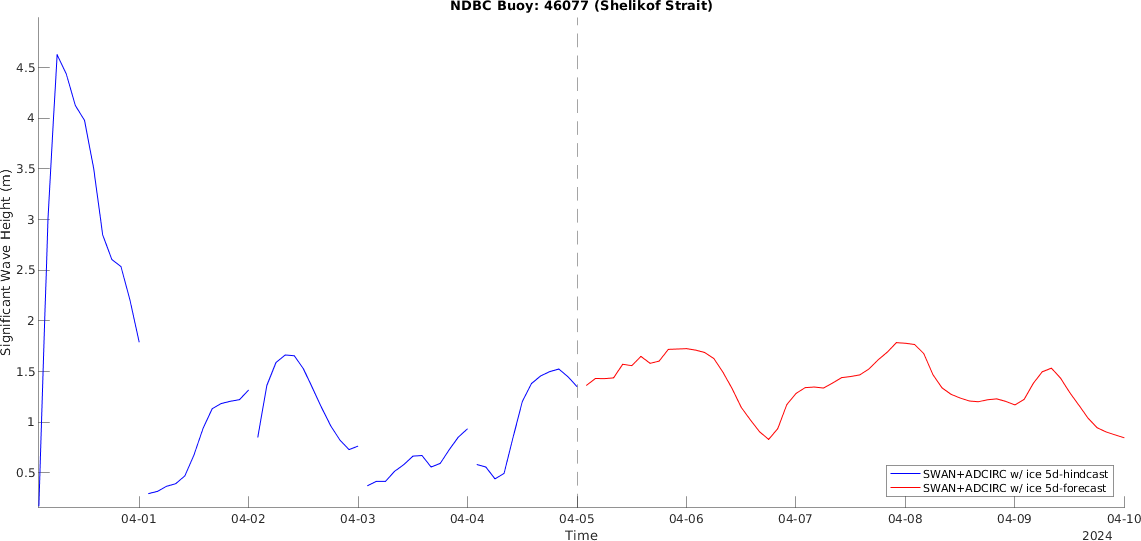 NDBC Buoy: 46077 (Shelikof Strait)
Significant Wave Height (m)
4.5
4
3.5
3
2.5
2
1.5
1
0.5
SWAN+ADCIRC w/ ice 5d-hindcast
SWAN+ADCIRC w/ ice 5d-forecast
04-01 04-02 04-03 04-04 04-05 04-06 04-07 04-08 04-09 04-10
Time
2024